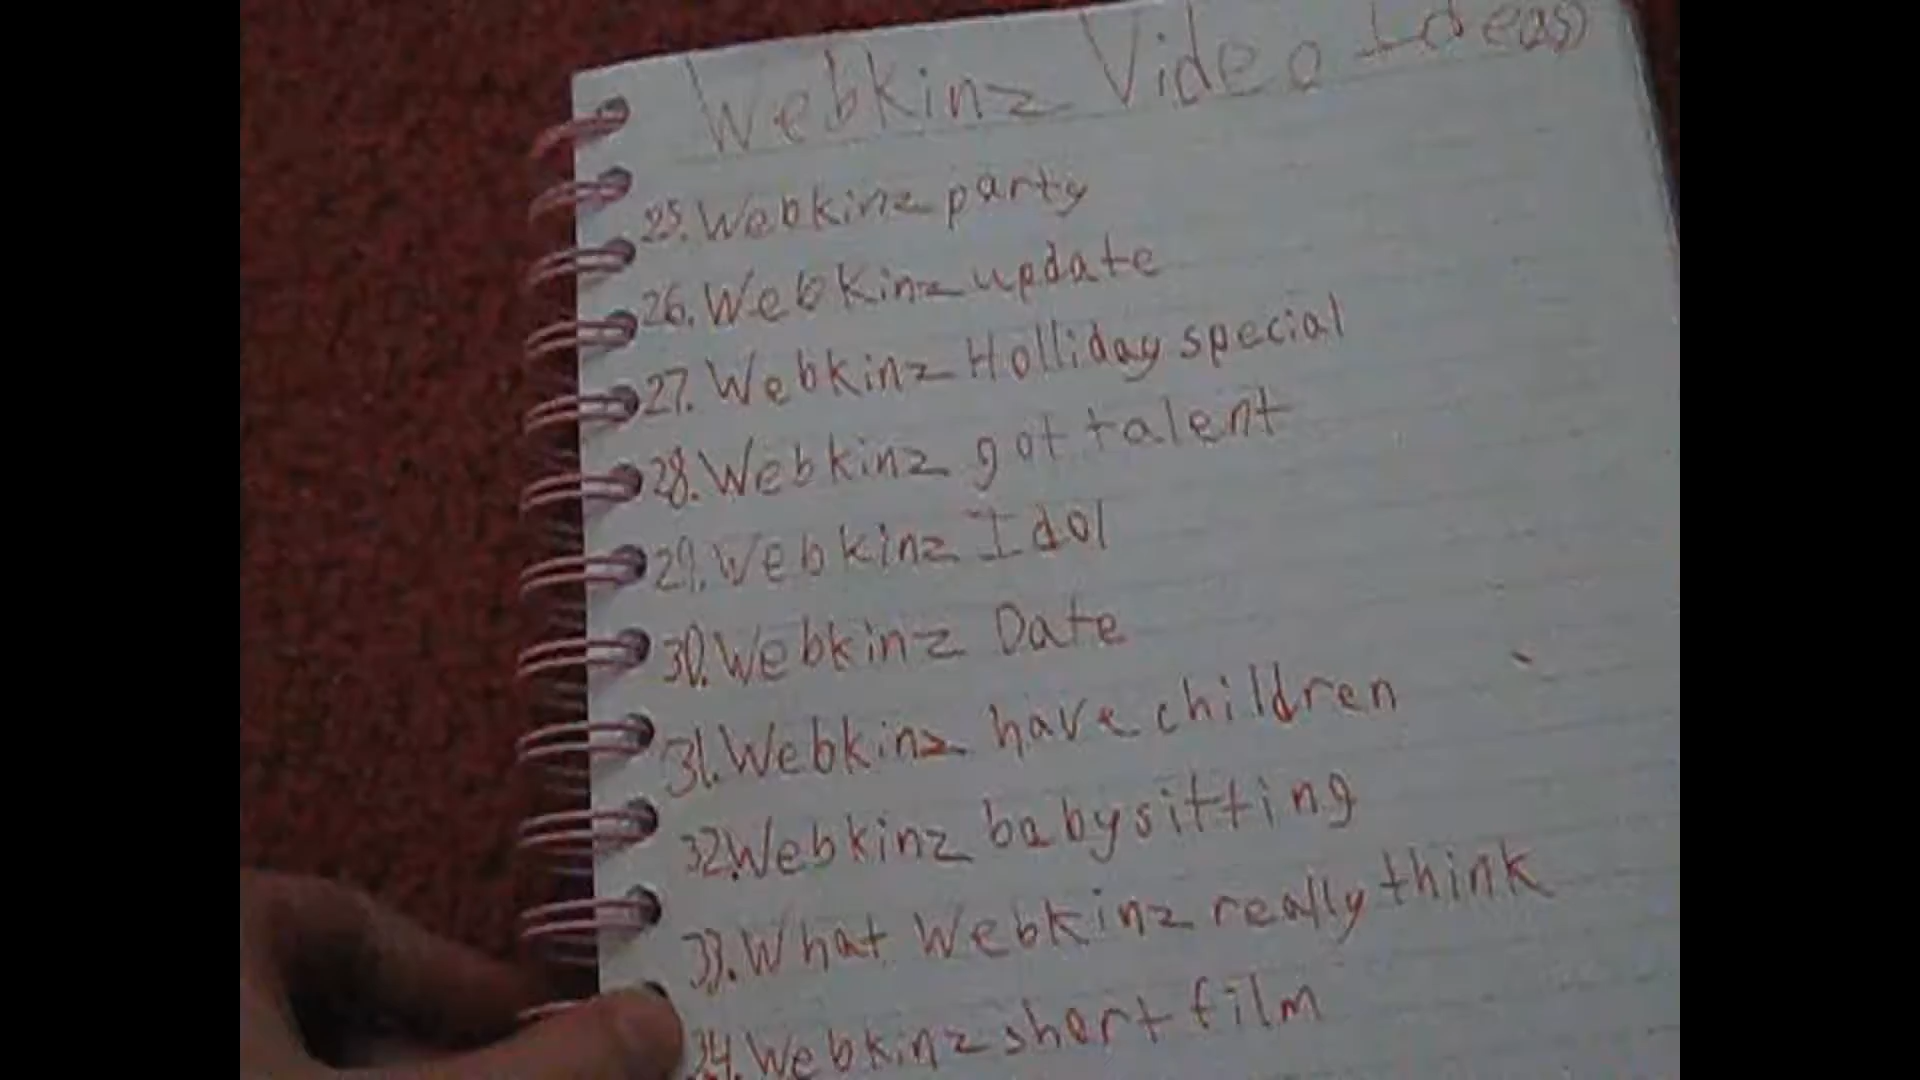 Webkinz Video Ideas
25. Webkinz party
26. Webkinz update
27. Webkinz Holliday special
28. Webkinz got talent
29. Webkinz Idol
30. Webkinz Date
31. Webkinz have children
32. Webkinz babysitting
33. What Webkinz really think
34. Webkinz short film